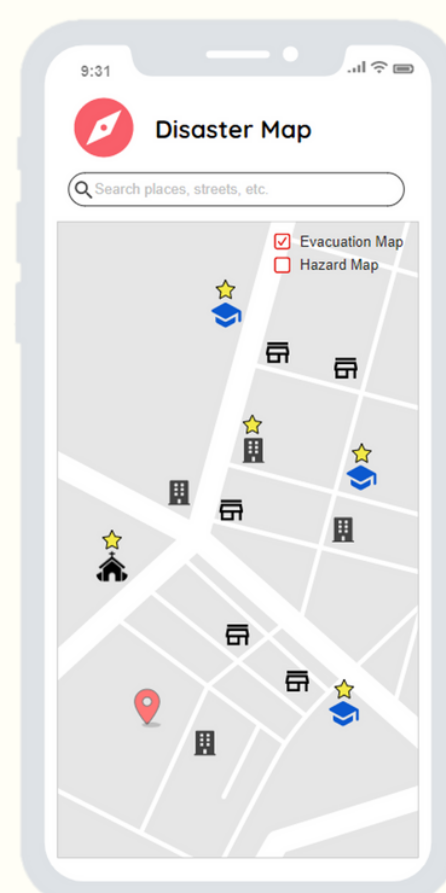 9:31
Disaster Map
Search places, streets, etc.
Evacuation Map
Hazard Map